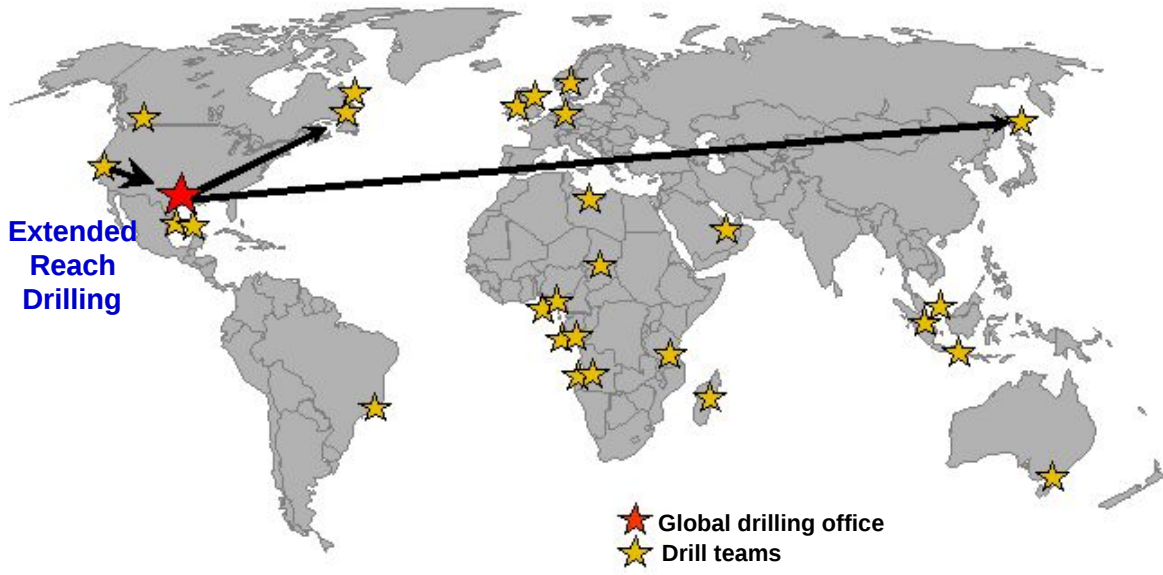 Extended
Reach
Drilling
Global drilling office
Drill teams